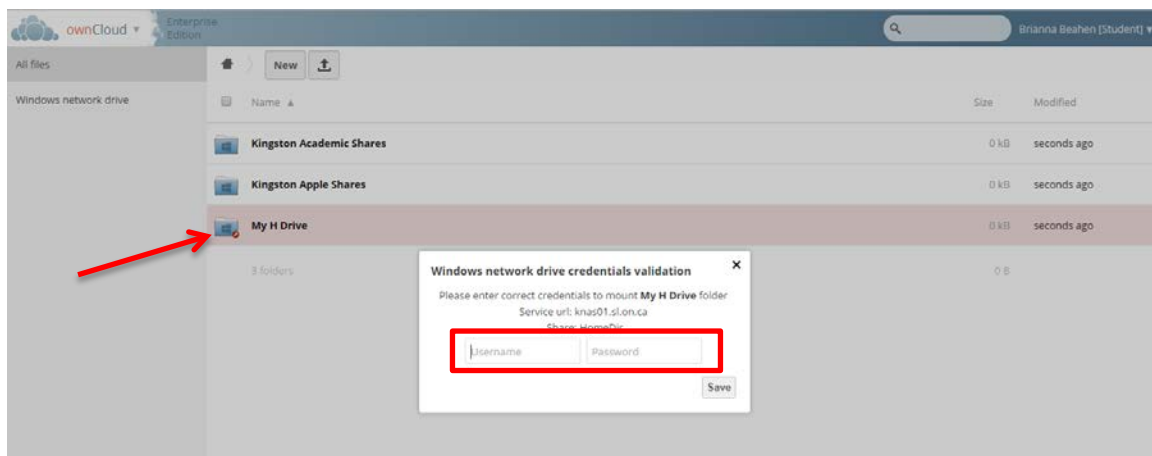 ownCloud
Enterprise Edition
Brianna Beahen [Student]
All files
New
Windows network drive
Name
Size
Modified
Kingston Academic Shares
0 kB
seconds ago
Kingston Apple Shares
0 kB
seconds ago
My H Drive
0 kB
seconds ago
3 folders
0 B
Windows network drive credentials validation
Please enter correct credentials to mount My H Drive folder
Service url: knas01.sl.on.ca
Share: HomeDir
Username
Password
Save